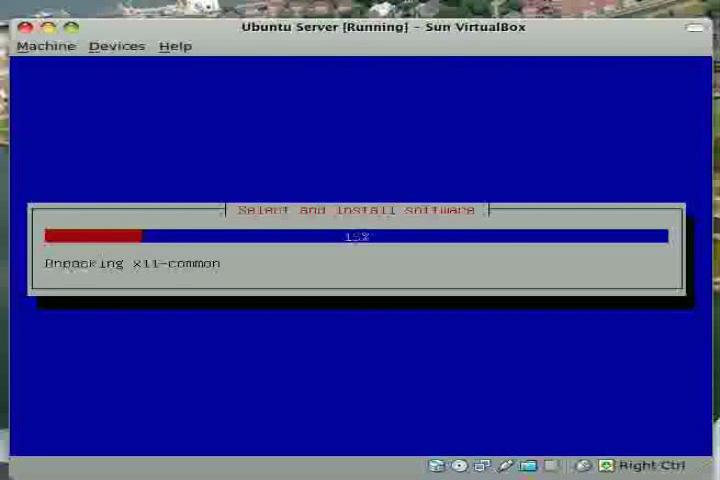 Ubuntu Server [Running] – Sun VirtualBox
Machine Devices Help
Select and install software
15%
Unpacking x11-common
Right Ctrl